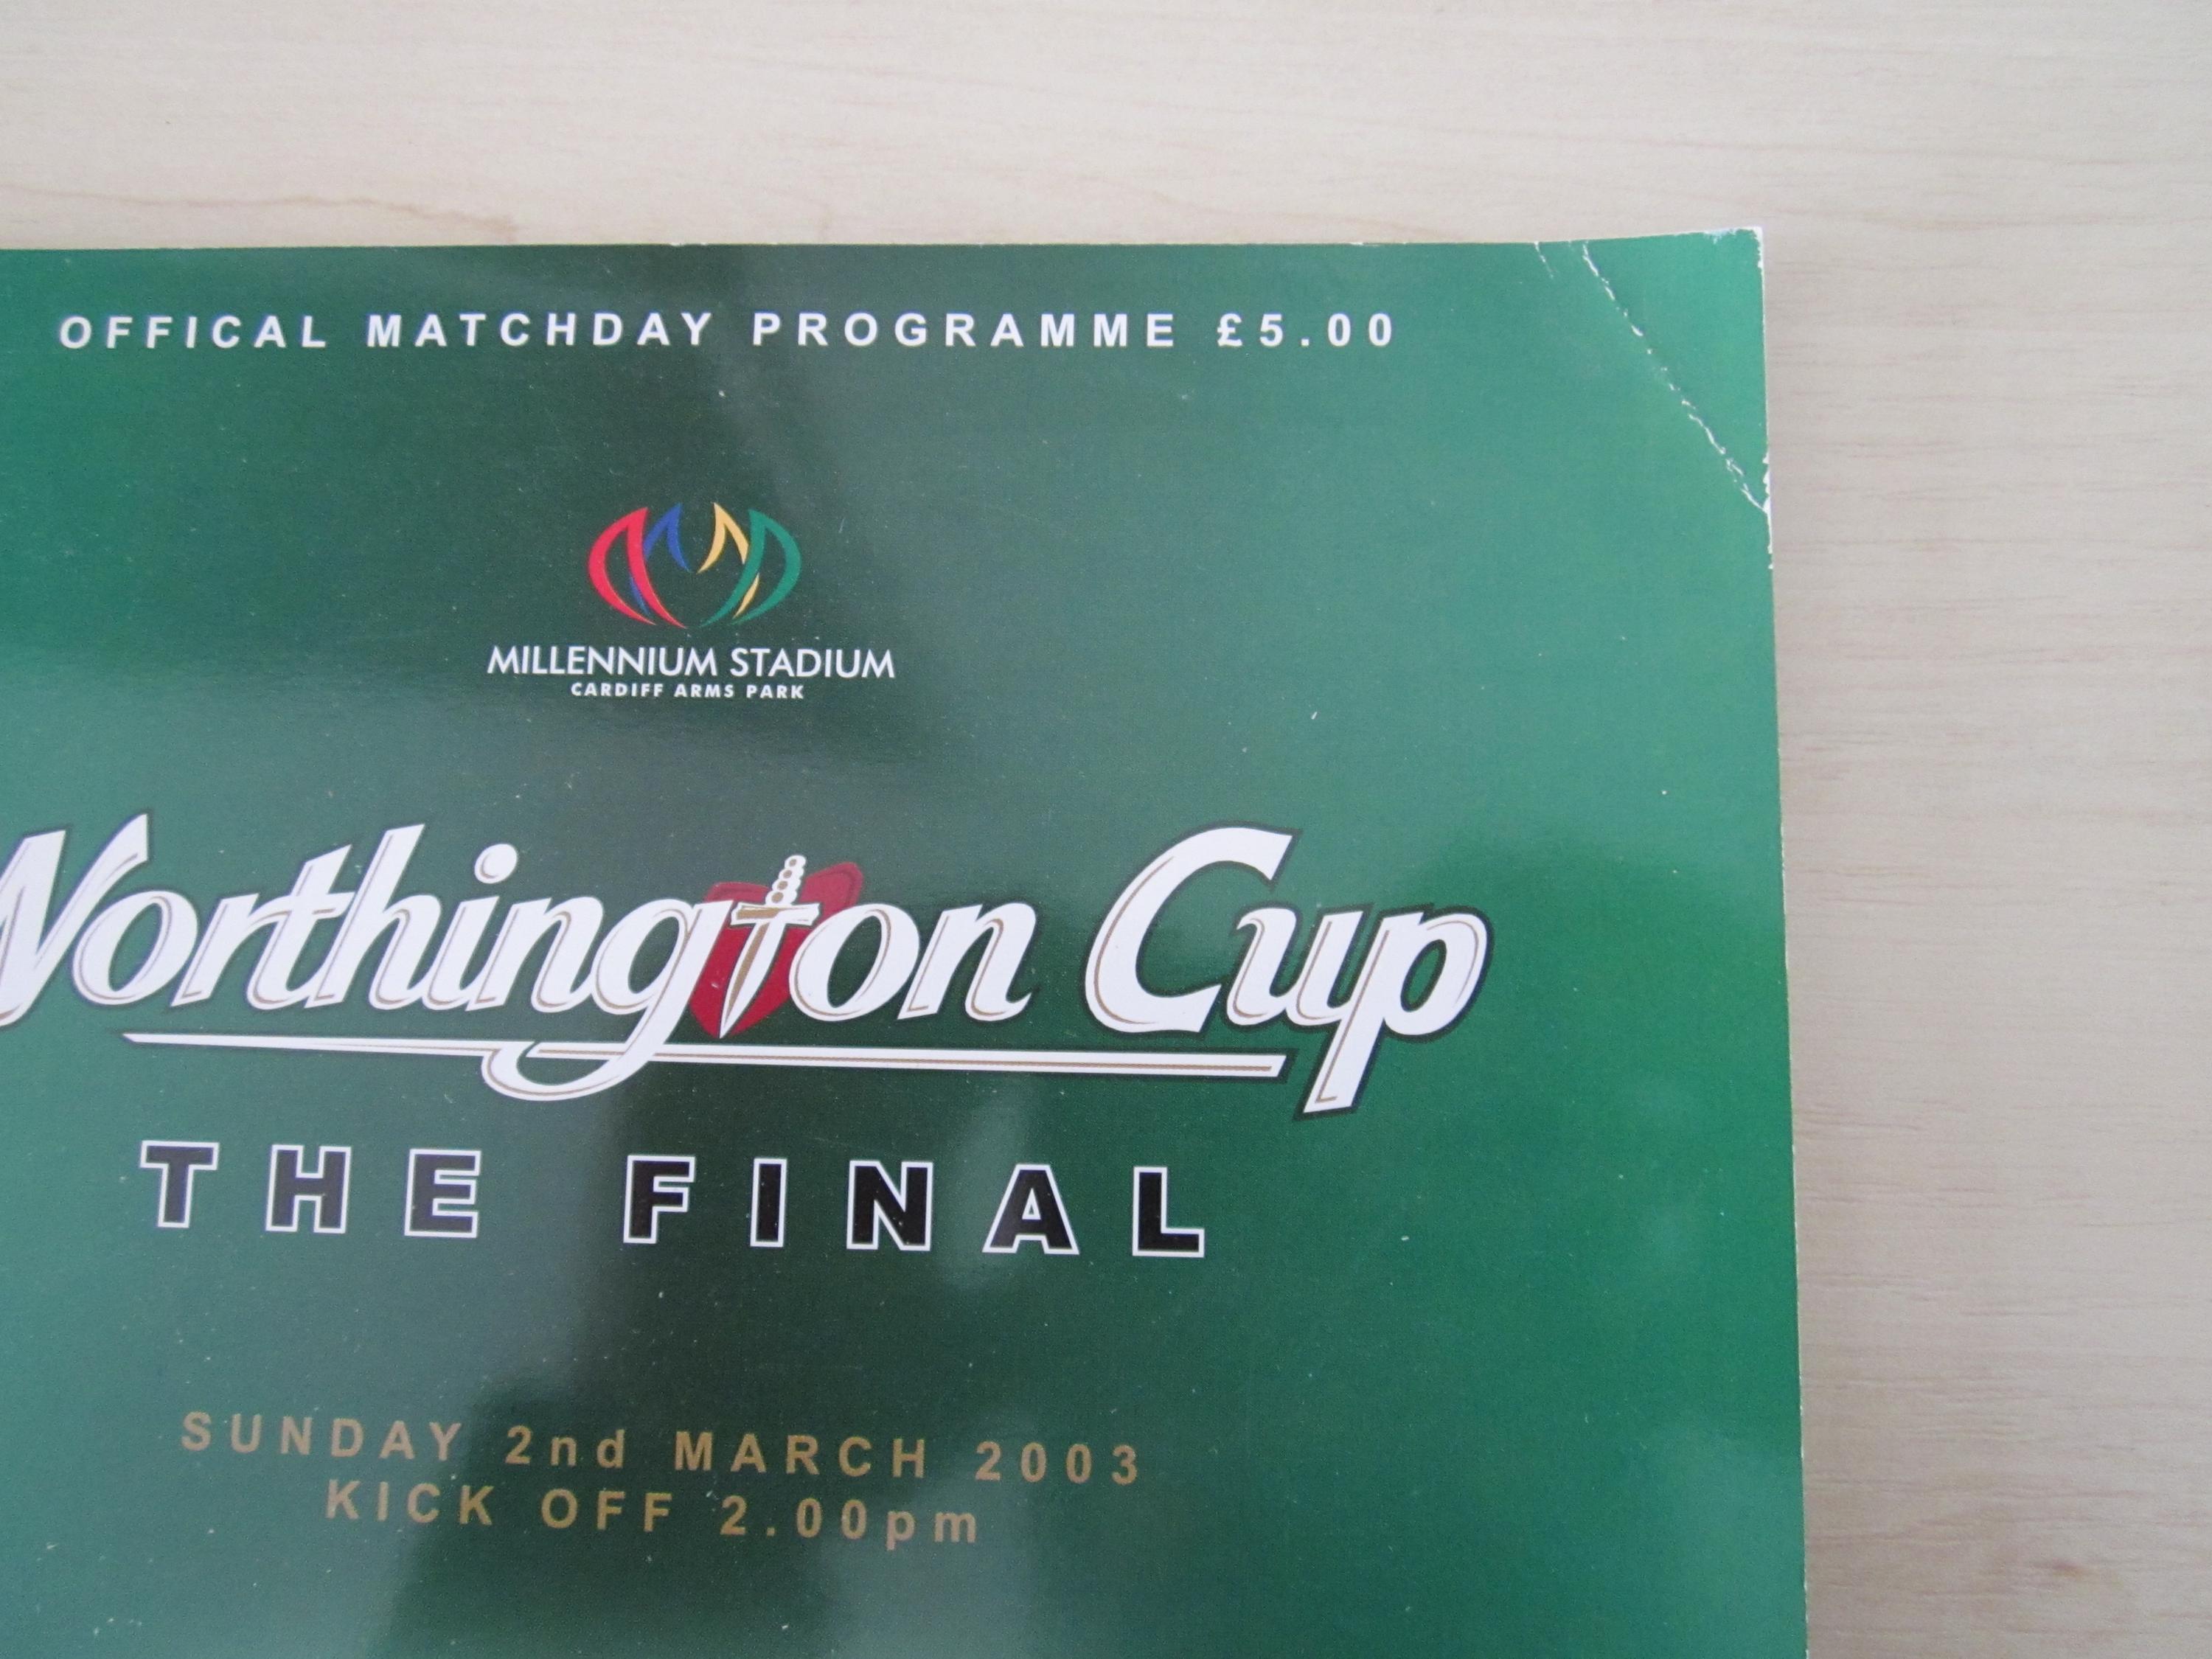 OFFICAL MATCHDAY PROGRAMME £5.00
MILLENNIUM STADIUM
CARDIFF ARMS PARK
Worthington Cup
THE FINAL
SUNDAY 2nd MARCH 2003
KICK OFF 2.00pm